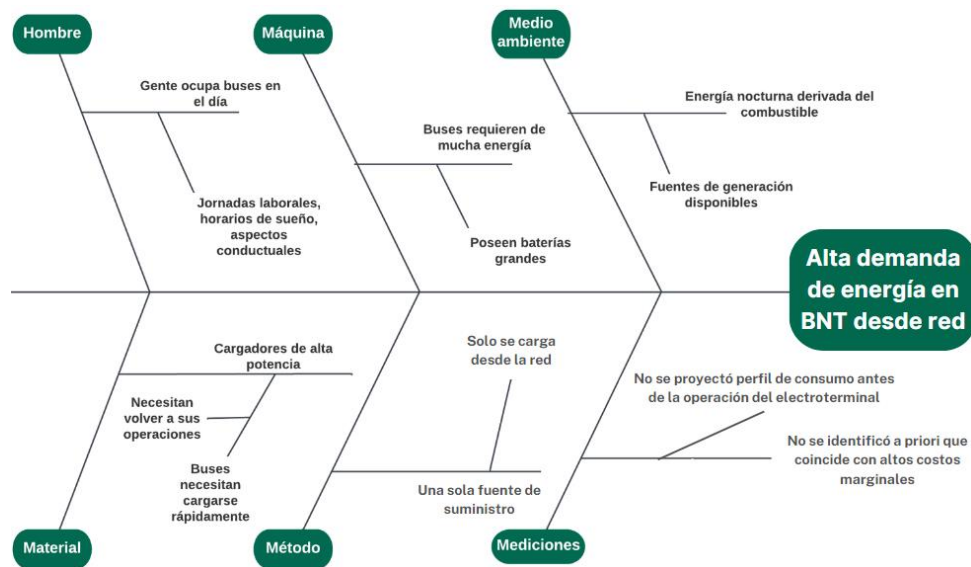 Hombre
Máquina
Medio
ambiente
Gente ocupa buses en
el día
Jornadas laborales,
horarios de sueño,
aspectos
conductuales
Buses requieren de
mucha energía
Poseen baterías
grandes
Energía nocturna derivada del
combustible
Fuentes de generación
disponibles
Alta demanda
de energía en
BNT desde red
Cargadores de alta
potencia
Necesitan
volver a sus
operaciones
Buses
necesitan
cargarse
rápidamente
Solo se carga
desde la red
Una sola fuente de
suministro
No se proyectó perfil de consumo antes
de la operación del electroterminal
No se identificó a priori que
coincide con altos costos
marginales
Material
Método
Mediciones